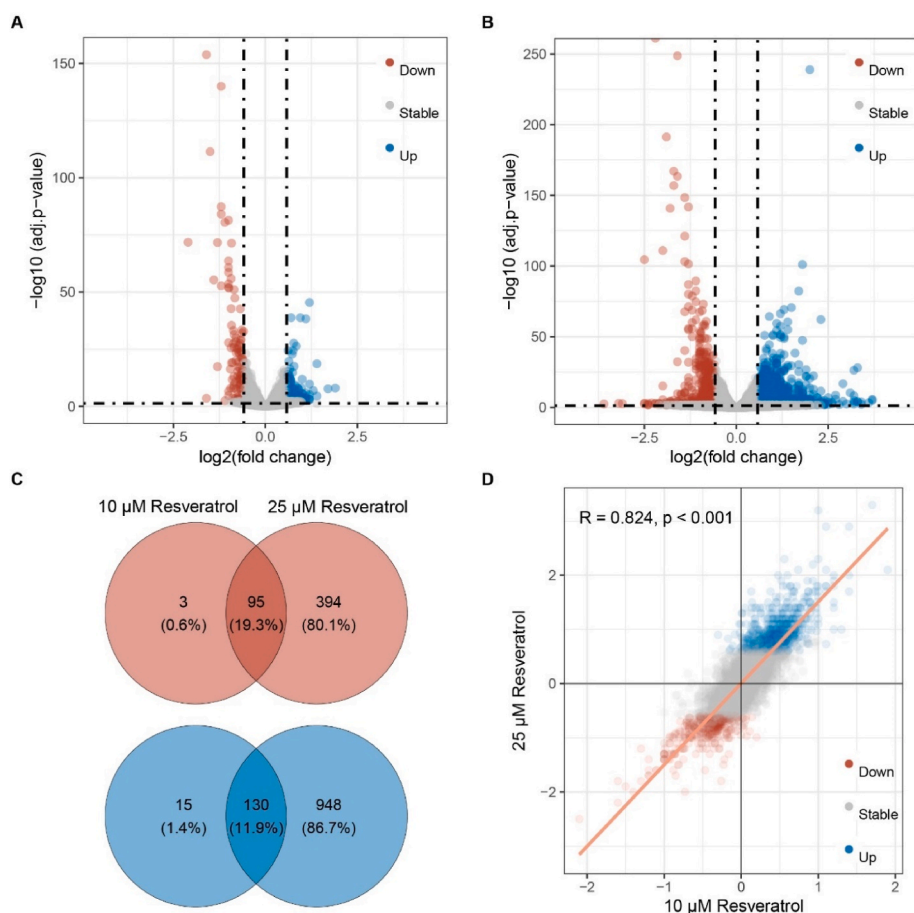 A
−log10 (adj.p−value)
150
100
50
0
−2.5
0.0
2.5
log2(fold change)
Down
Stable
Up
B
−log10 (adj.p−value)
250
200
150
100
50
0
−2.5
0.0
2.5
log2(fold change)
Down
Stable
Up
C
10 μM Resveratrol
25 μM Resveratrol
3
(0.6%)
95
(19.3%)
394
(80.1%)
15
(1.4%)
130
(11.9%)
948
(86.7%)
D
R = 0.824, p < 0.001
25 μM Resveratrol
2
0
−2
−2
−1
0
1
2
10 μM Resveratrol
Down
Stable
Up